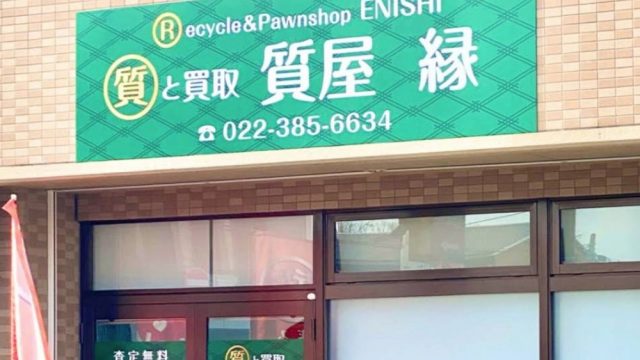 Recycle&Pawnshop ENISHI
質と買取 質屋 縁
☎022-385-6634
査定無料
質と買取